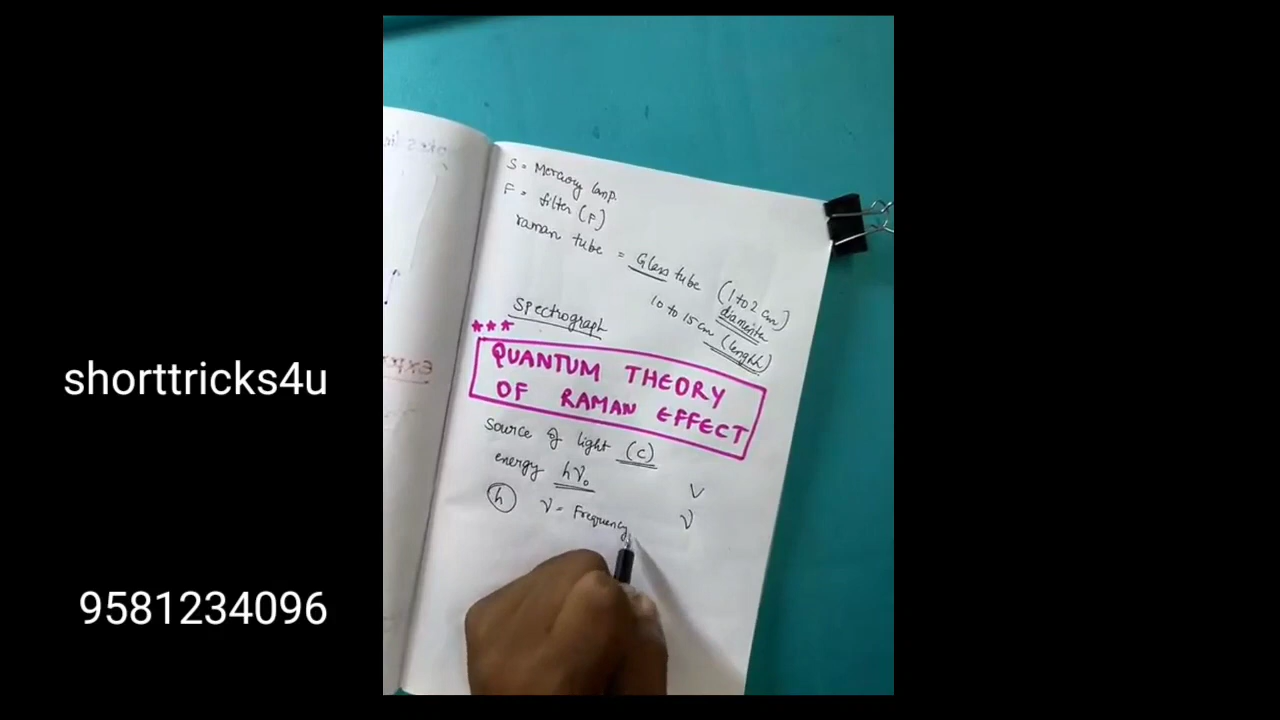 shorttricks4u
9581234096
S = Mercury lamp.
F = filter (F)
raman tube = Glass tube (1 to 2 cm)
diameter
10 to 15 cm (lenght)
Spectrograph
***
QUANTUM THEORY
OF RAMAN EFFECT
Source of light (c)
energy hν₀
V
h ν = Frequency
ν